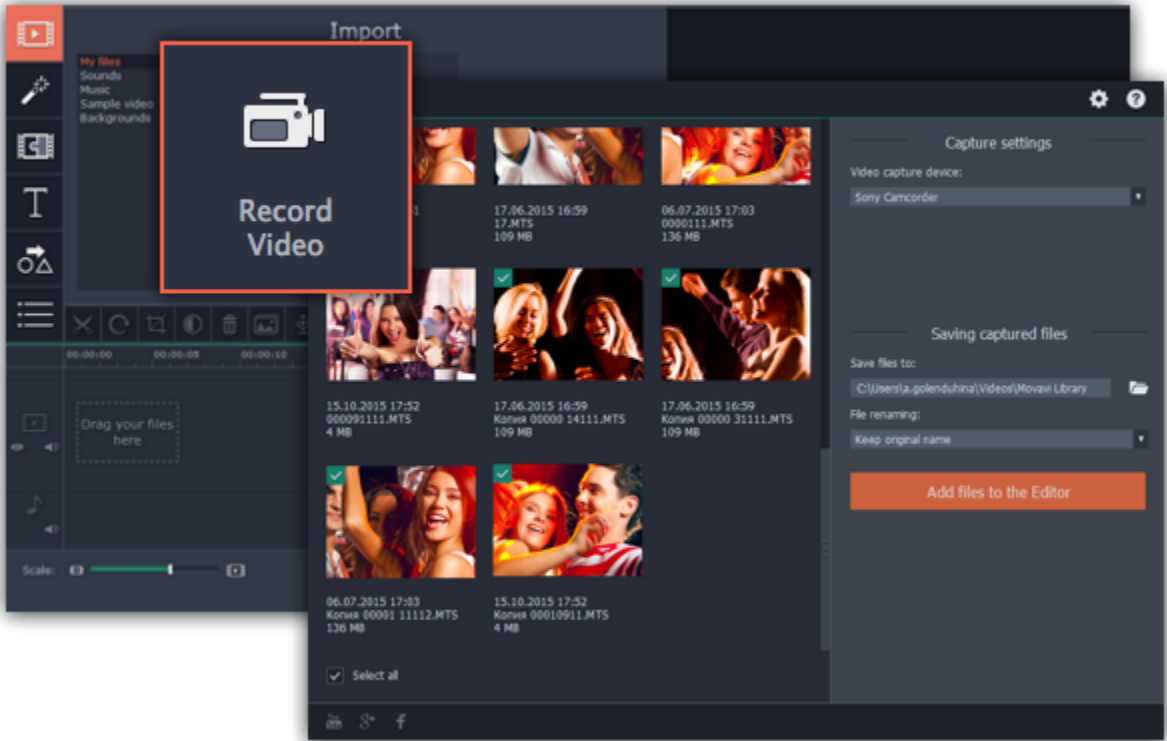 Import
My files
Sounds
Music
Sample video
Backgrounds
Record
Video
00:00:00
00:00:05
00:00:10
Drag your files
here
Scale:
17.06.2015 16:59
17.MTS
109 MB
06.07.2015 17:03
0000111.MTS
136 MB
15.10.2015 17:52
000091111.MTS
4 MB
17.06.2015 16:59
Копия 00000 14111.MTS
109 MB
17.06.2015 16:59
Копия 00000 31111.MTS
109 MB
06.07.2015 17:03
Копия 00001 11112.MTS
136 MB
15.10.2015 17:52
Копия 00010911.MTS
4 MB
Select all
Capture settings
Video capture device:
Sony Camcorder
Saving captured files
Save files to:
C:\Users\a.golenduhina\Videos\Movavi Library
File renaming:
Keep original name
Add files to the Editor